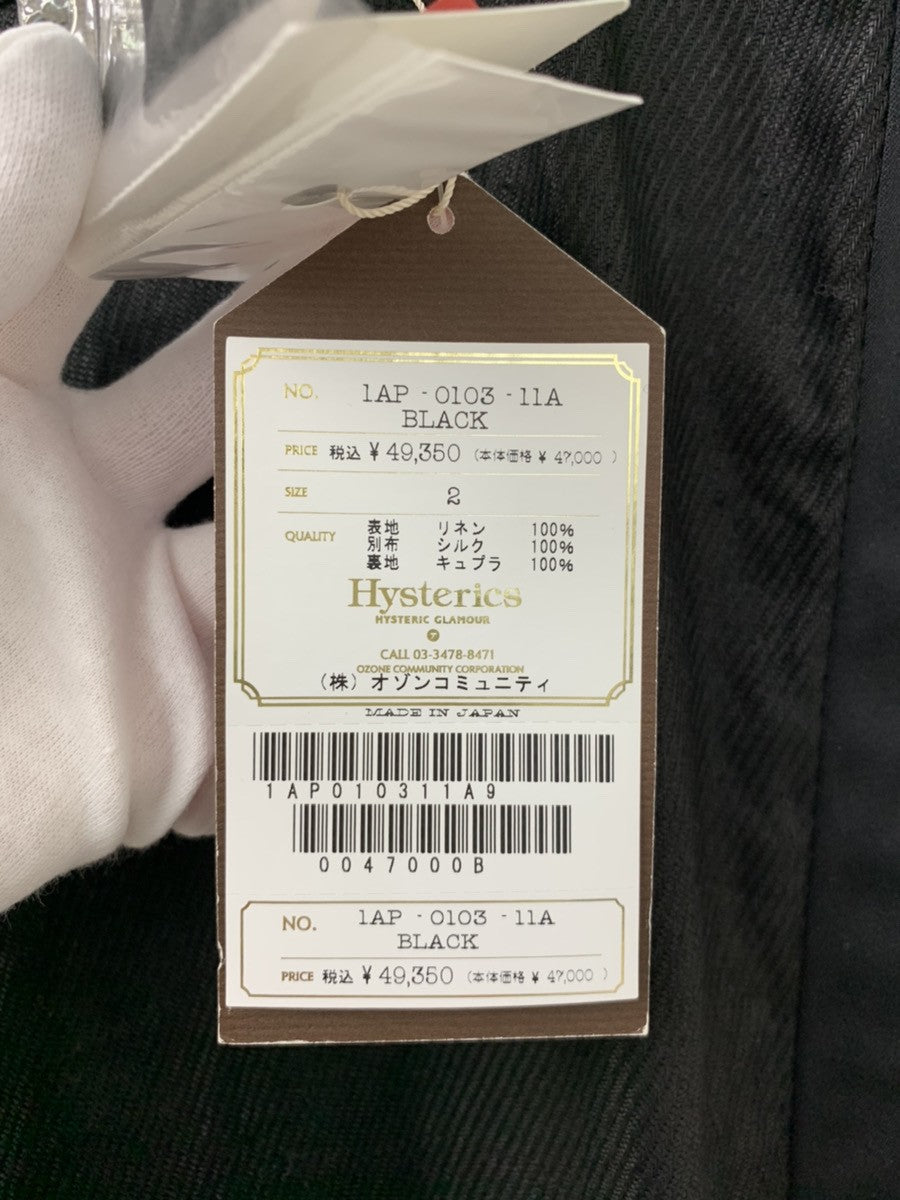 NO. 1AP - 0103 - 11A
BLACK
PRICE 税込 ¥ 49,350 (本体価格 ¥ 47,000 )
SIZE 2
QUALITY 表地 リネン 100%
別布 シルク 100%
裏地 キュプラ 100%
Hysterics
HYSTERIC GLAMOUR
CALL 03-3478-8471
OZONE COMMUNITY CORPORATION
(株) オゾンコミュニティ
MADE IN JAPAN
1AP010311A9
0047000B
NO. 1AP - 0103 - 11A
BLACK
PRICE 税込 ¥ 49,350 (本体価格 ¥ 47,000 )